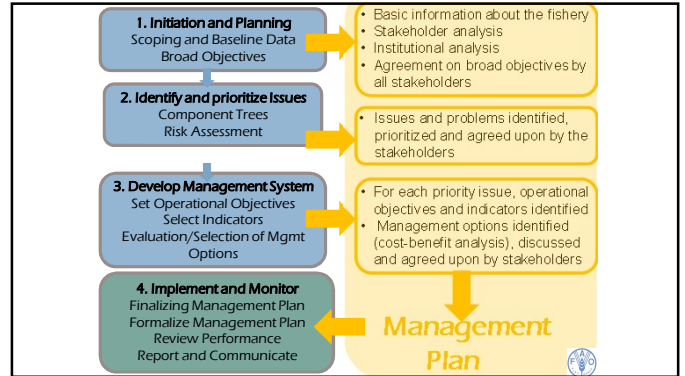 1. Initiation and Planning
Scoping and Baseline Data
Broad Objectives
• Basic information about the fishery
• Stakeholder analysis
• Institutional analysis
• Agreement on broad objectives by
all stakeholders
2. Identify and prioritize Issues
Component Trees
Risk Assessment
• Issues and problems identified,
prioritized and agreed upon by the
stakeholders
3. Develop Management System
Set Operational Objectives
Select Indicators
Evaluation/Selection of Mgmt
Options
• For each priority issue, operational
objectives and indicators identified
• Management options identified
(cost-benefit analysis), discussed
and agreed upon by stakeholders
4. Implement and Monitor
Finalizing Management Plan
Formalize Management Plan
Review Performance
Report and Communicate
Management
Plan